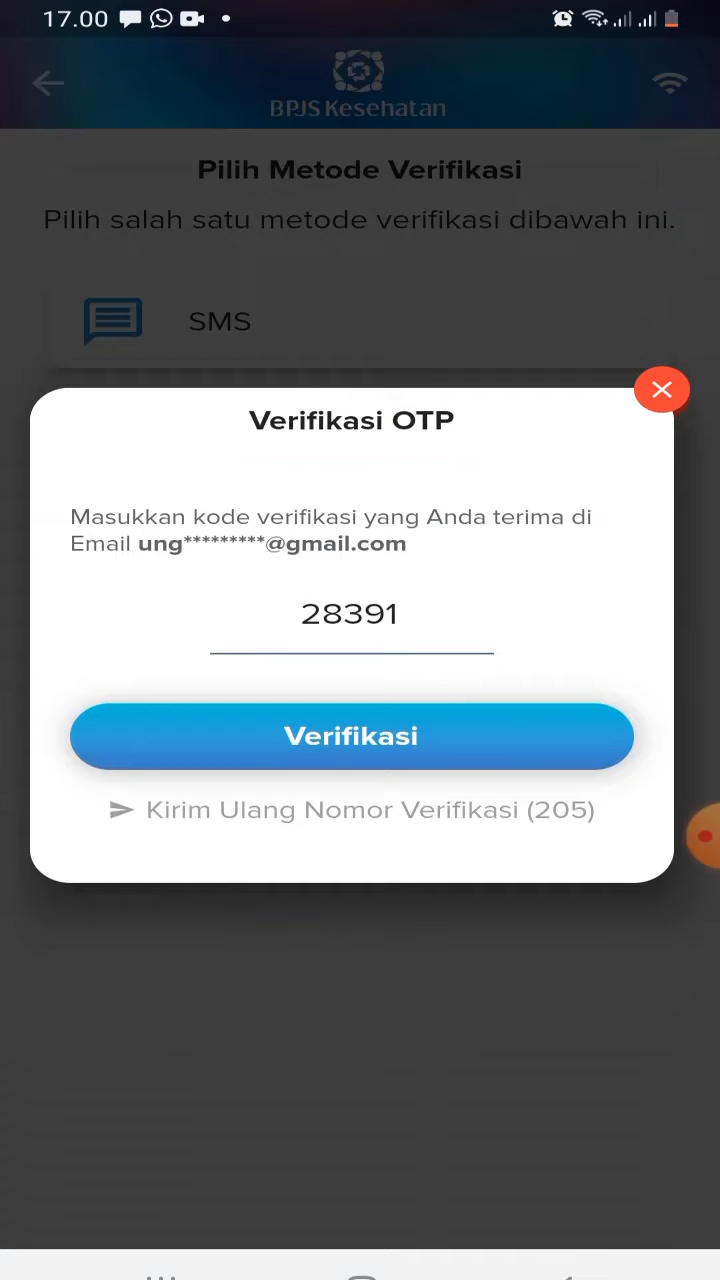 17.00
BPJS Kesehatan
Pilih Metode Verifikasi
Pilih salah satu metode verifikasi dibawah ini.
SMS
Verifikasi OTP
Masukkan kode verifikasi yang Anda terima di
Email ung*********@gmail.com
28391
Verifikasi
Kirim Ulang Nomor Verifikasi (205)